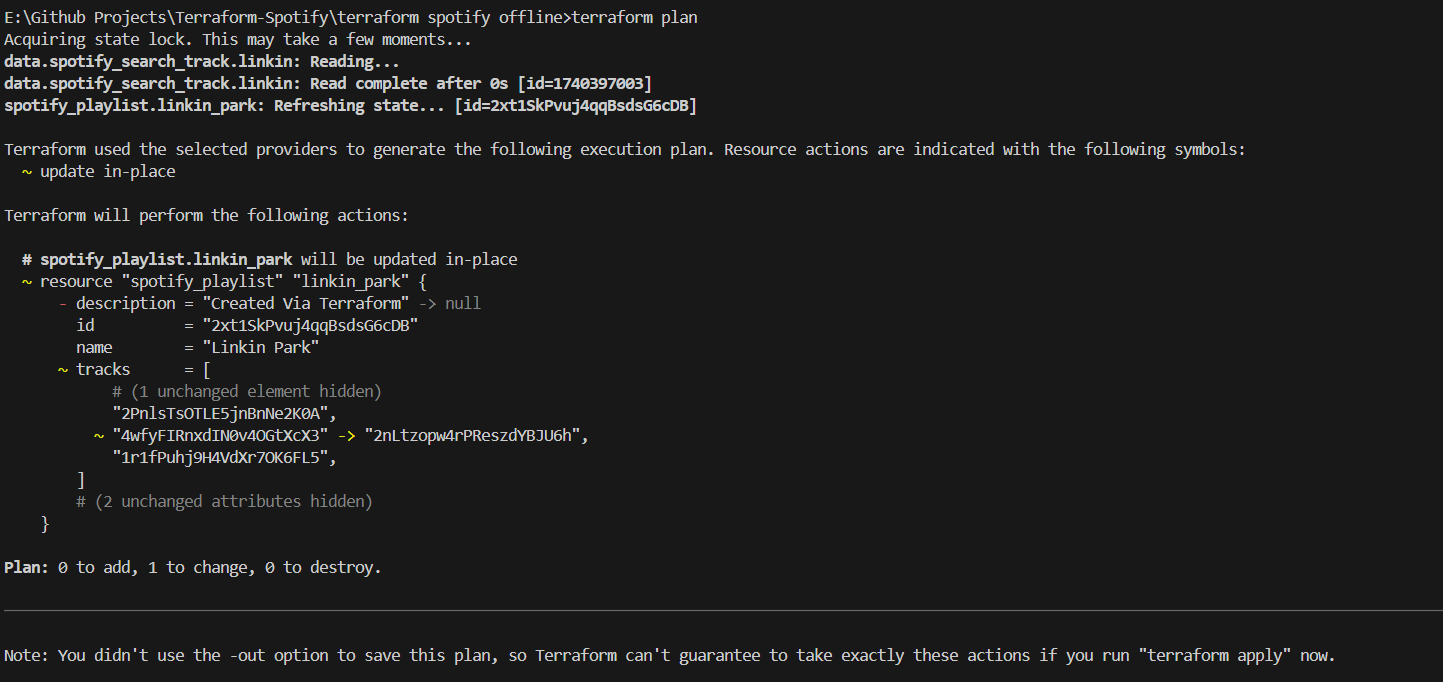 E:\Github Projects\Terraform-Spotify\terraform spotify offline>terraform plan
Acquiring state lock. This may take a few moments...
data.spotify_search_track.linkin: Reading...
data.spotify_search_track.linkin: Read complete after 0s [id=1740397003]
spotify_playlist.linkin_park: Refreshing state... [id=2xt1SkPvuj4qqBsdsG6cDB]

Terraform used the selected providers to generate the following execution plan. Resource actions are indicated with the following symbols:
  ~ update in-place

Terraform will perform the following actions:

  # spotify_playlist.linkin_park will be updated in-place
  ~ resource "spotify_playlist" "linkin_park" {
      - description = "Created Via Terraform" -> null
        id          = "2xt1SkPvuj4qqBsdsG6cDB"
        name        = "Linkin Park"
      ~ tracks      = [
            # (1 unchanged element hidden)
            "2PnlsTsOTLE5jnBnNe2K0A",
          ~ "4wfyFIRnxdIN0v4OGtXcX3" -> "2nLtzopw4rPReszdYBJU6h",
            "1r1fPuhj9H4VdXr7OK6FL5",
        ]
        # (2 unchanged attributes hidden)
    }

Plan: 0 to add, 1 to change, 0 to destroy.

Note: You didn't use the -out option to save this plan, so Terraform can't guarantee to take exactly these actions if you run "terraform apply" now.